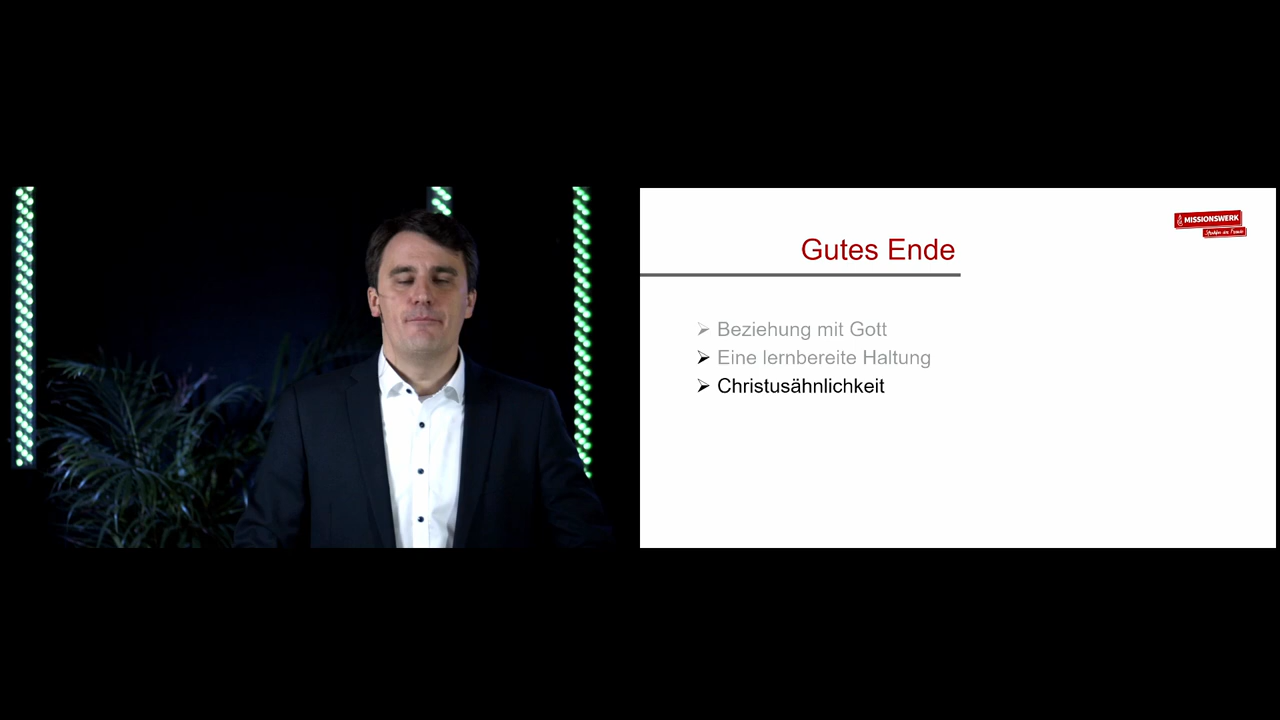 MISSIONSWERK
Gutes Ende
Beziehung mit Gott
Eine lernbereite Haltung
Christusähnlichkeit